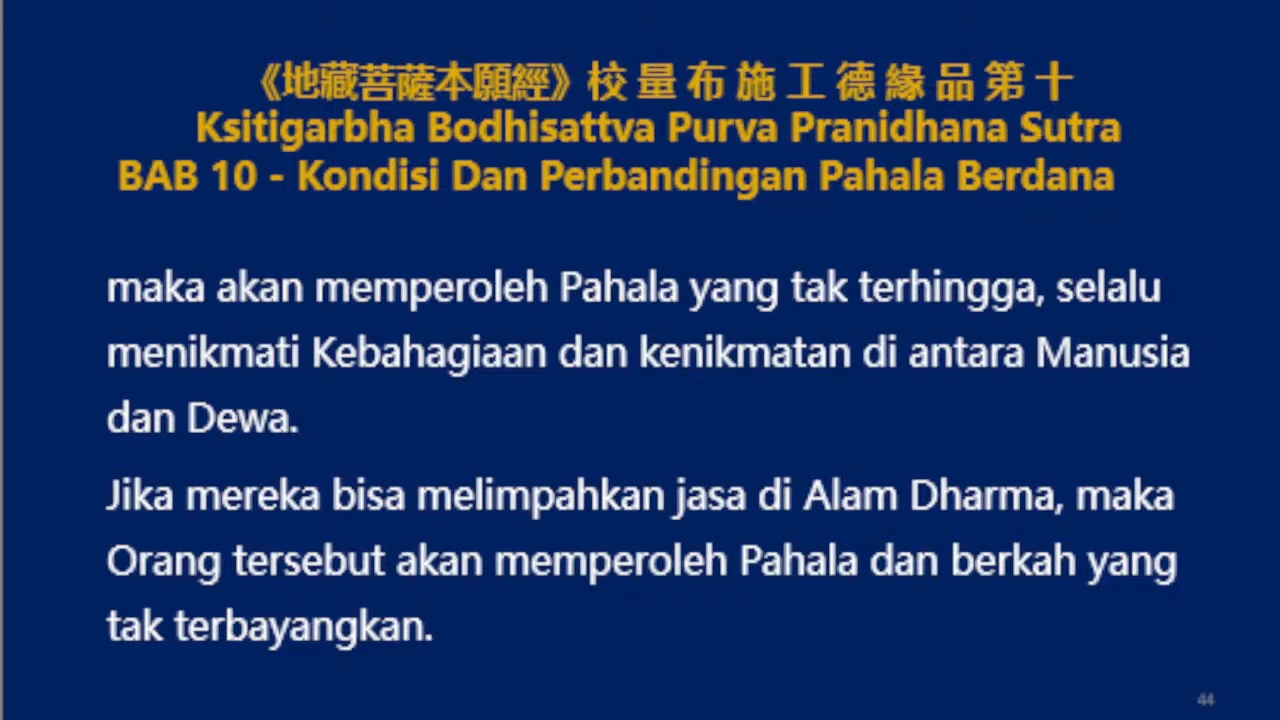 《地藏菩薩本願經》校量布施工德緣品第十
Ksitigarbha Bodhisattva Purva Pranidhana Sutra
BAB 10 - Kondisi Dan Perbandingan Pahala Berdana
maka akan memperoleh Pahala yang tak terhingga, selalu
menikmati Kebahagiaan dan kenikmatan di antara Manusia
dan Dewa.
Jika mereka bisa melimpahkan jasa di Alam Dharma, maka
Orang tersebut akan memperoleh Pahala dan berkah yang
tak terbayangkan.
44